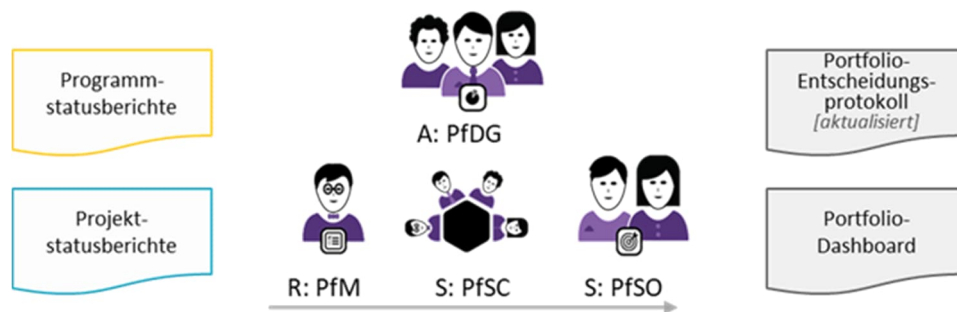 Programm-
statusberichte
Projekt-
statusberichte
A: PfDG
R: PfM
S: PfSC
S: PfSO
Portfolio-
Entscheidungs-
protokoll
[aktualisiert]
Portfolio-
Dashboard